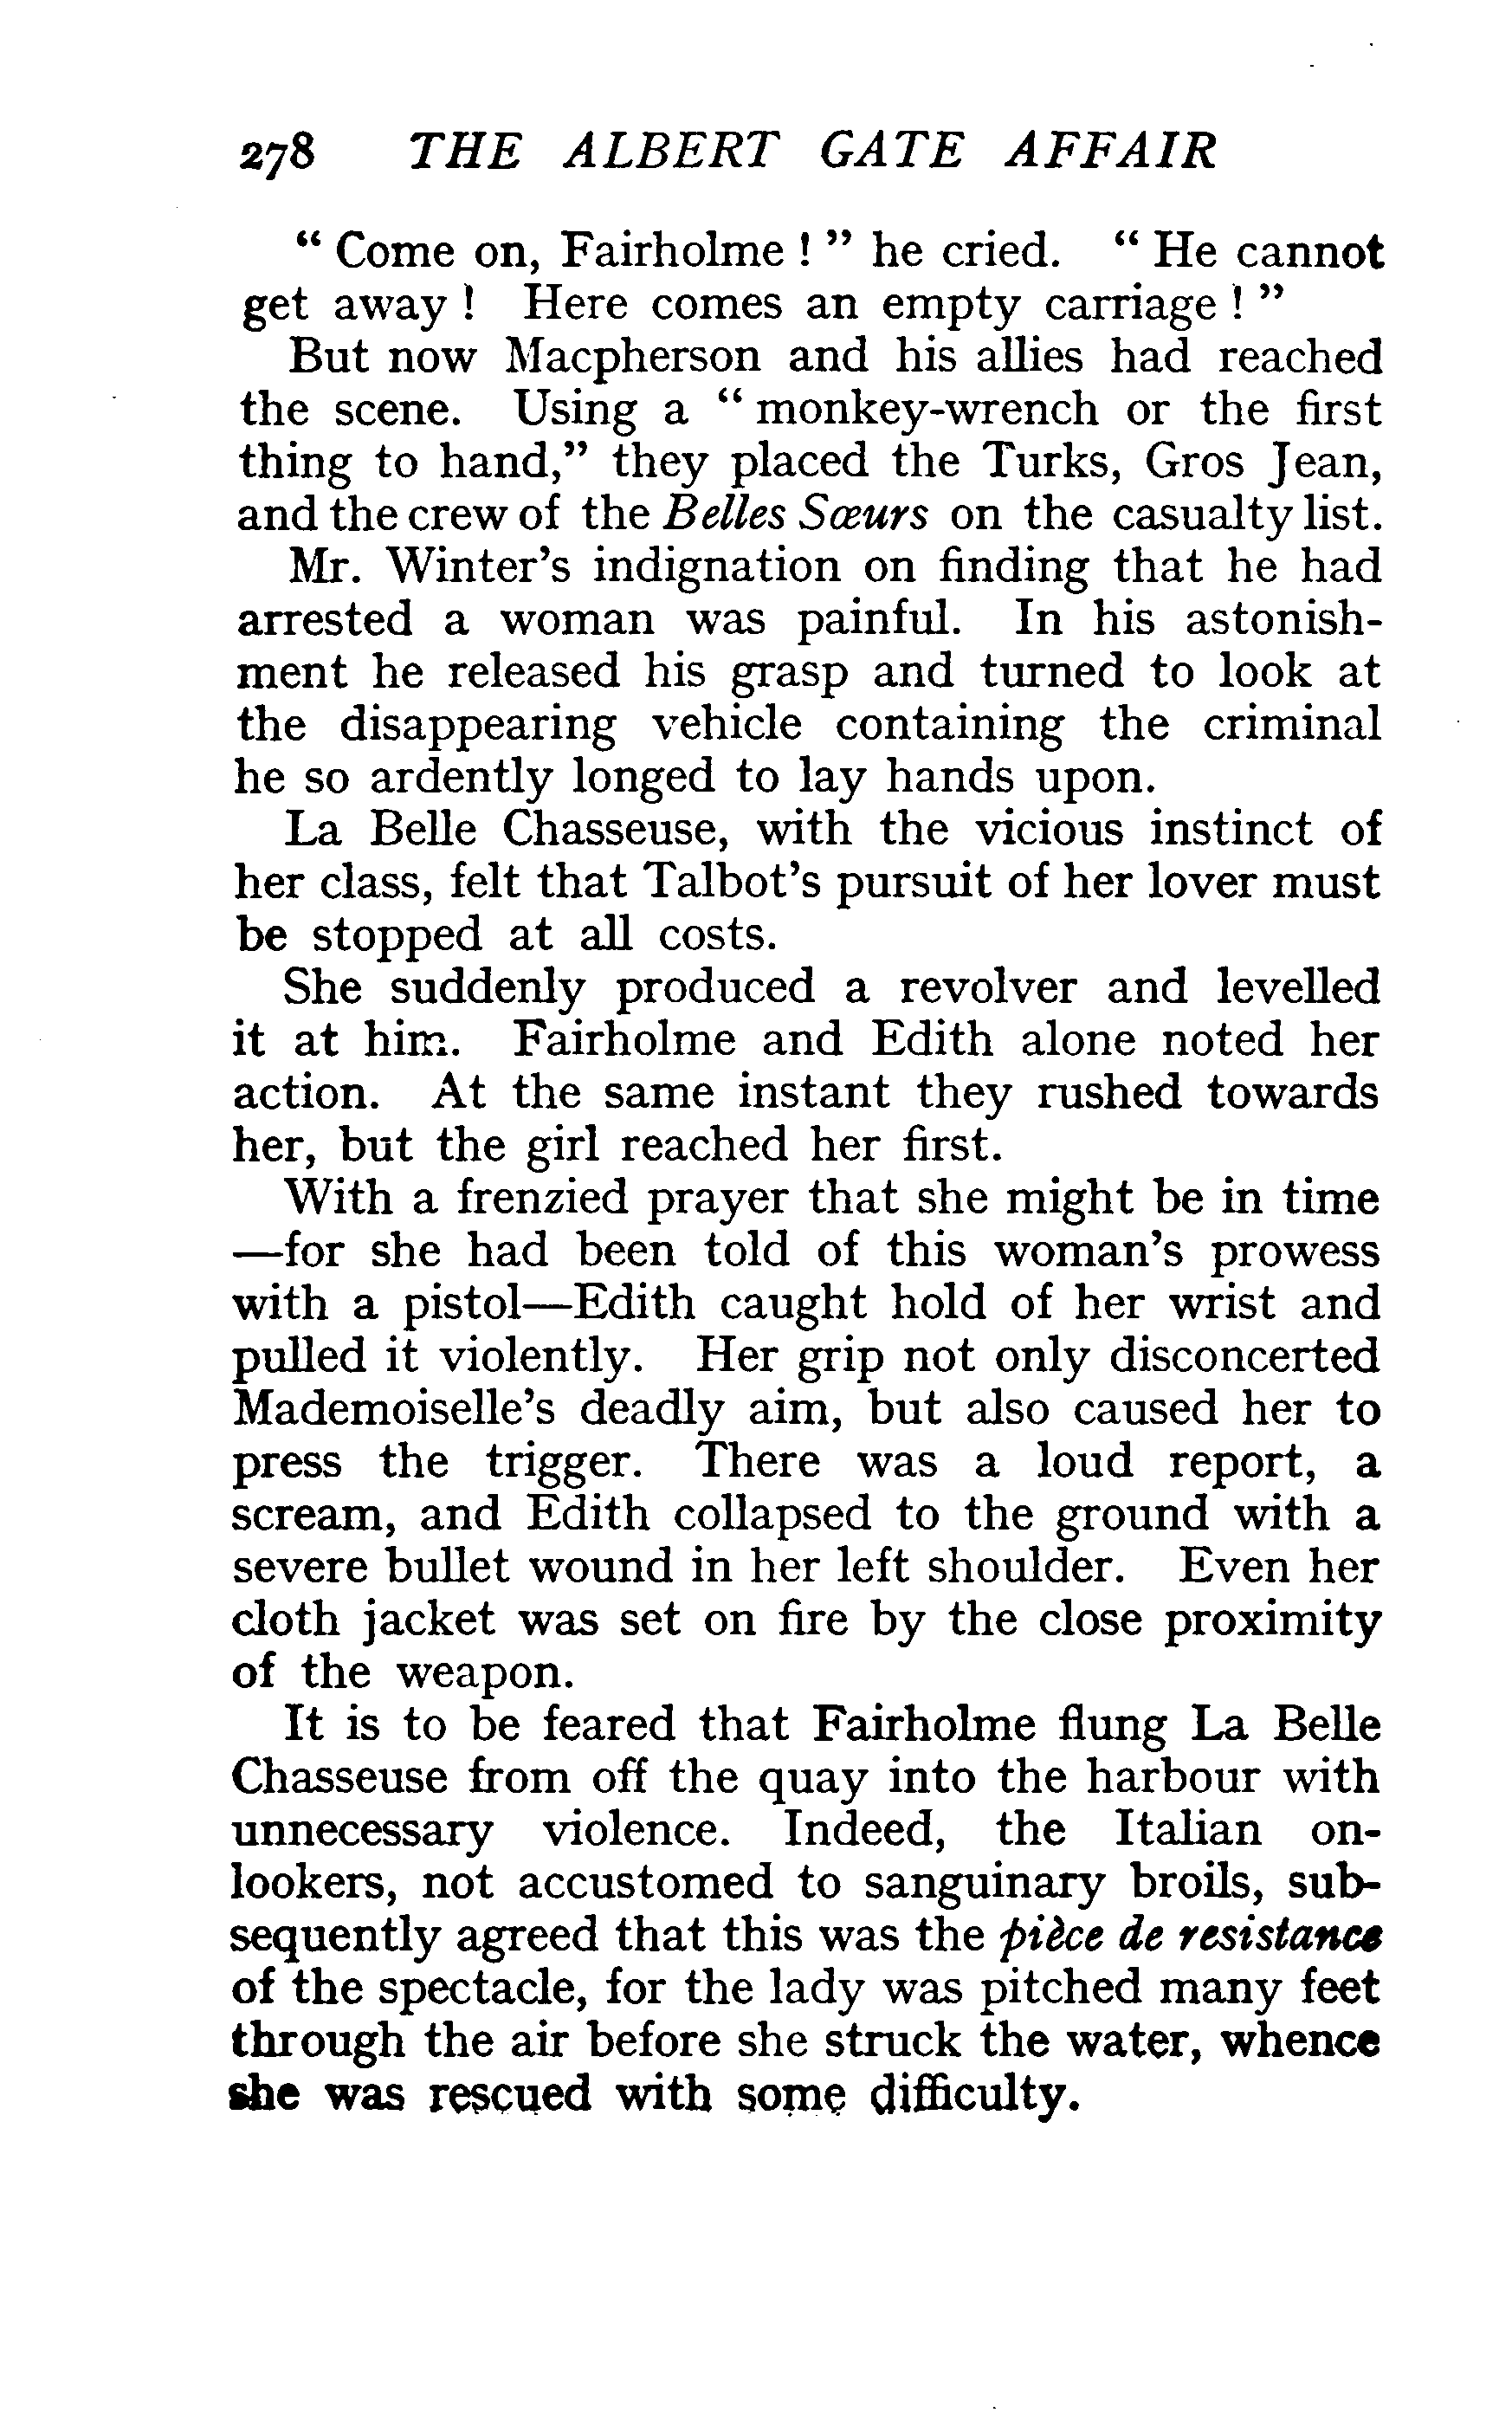 278 THE ALBERT GATE AFFAIR
" Come on, Fairholme ! " he cried. " He cannot
get away ! Here comes an empty carriage ! "
But now Macpherson and his allies had reached
the scene. Using a " monkey-wrench or the first
thing to hand," they placed the Turks, Gros Jean,
and the crew of the Belles Sœurs on the casualty list.
Mr. Winter's indignation on finding that he had
arrested a woman was painful. In his astonish-
ment he released his grasp and turned to look at
the disappearing vehicle containing the criminal
he so ardently longed to lay hands upon.
La Belle Chasseuse, with the vicious instinct of
her class, felt that Talbot's pursuit of her lover must
be stopped at all costs.
She suddenly produced a revolver and levelled
it at him. Fairholme and Edith alone noted her
action. At the same instant they rushed towards
her, but the girl reached her first.
With a frenzied prayer that she might be in time
—for she had been told of this woman's prowess
with a pistol—Edith caught hold of her wrist and
pulled it violently. Her grip not only disconcerted
Mademoiselle's deadly aim, but also caused her to
press the trigger. There was a loud report, a
scream, and Edith collapsed to the ground with a
severe bullet wound in her left shoulder. Even her
cloth jacket was set on fire by the close proximity
of the weapon.
It is to be feared that Fairholme flung La Belle
Chasseuse from off the quay into the harbour with
unnecessary violence. Indeed, the Italian on-
lookers, not accustomed to sanguinary broils, sub-
sequently agreed that this was the pièce de resistance
of the spectacle, for the lady was pitched many feet
through the air before she struck the water, whence
she was rescued with some difficulty.